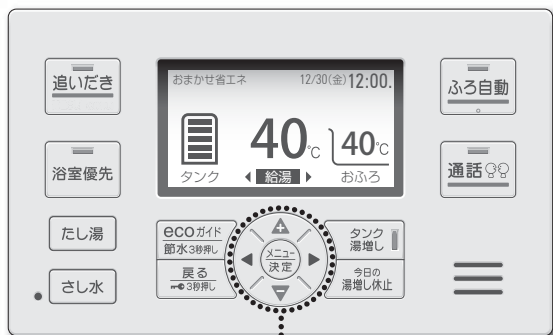 追いだき
おまかせ省エネ 12/30(金)12:00.
ふろ自動
浴室優先
40℃ 40℃
タンク ◀ 給湯 ▶ おふろ
通話
たし湯
さし水
ecoガイド
節水3秒押し
戻る
3秒押し
+
メニュー
決定
−
タンク
湯増し
今日の
湯増し休止